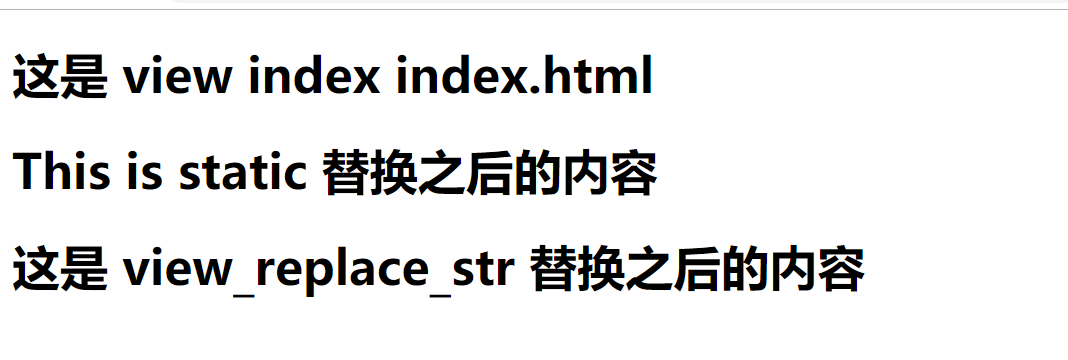 这是 view index index.html
This is static 替换之后的内容
这是 view_replace_str 替换之后的内容